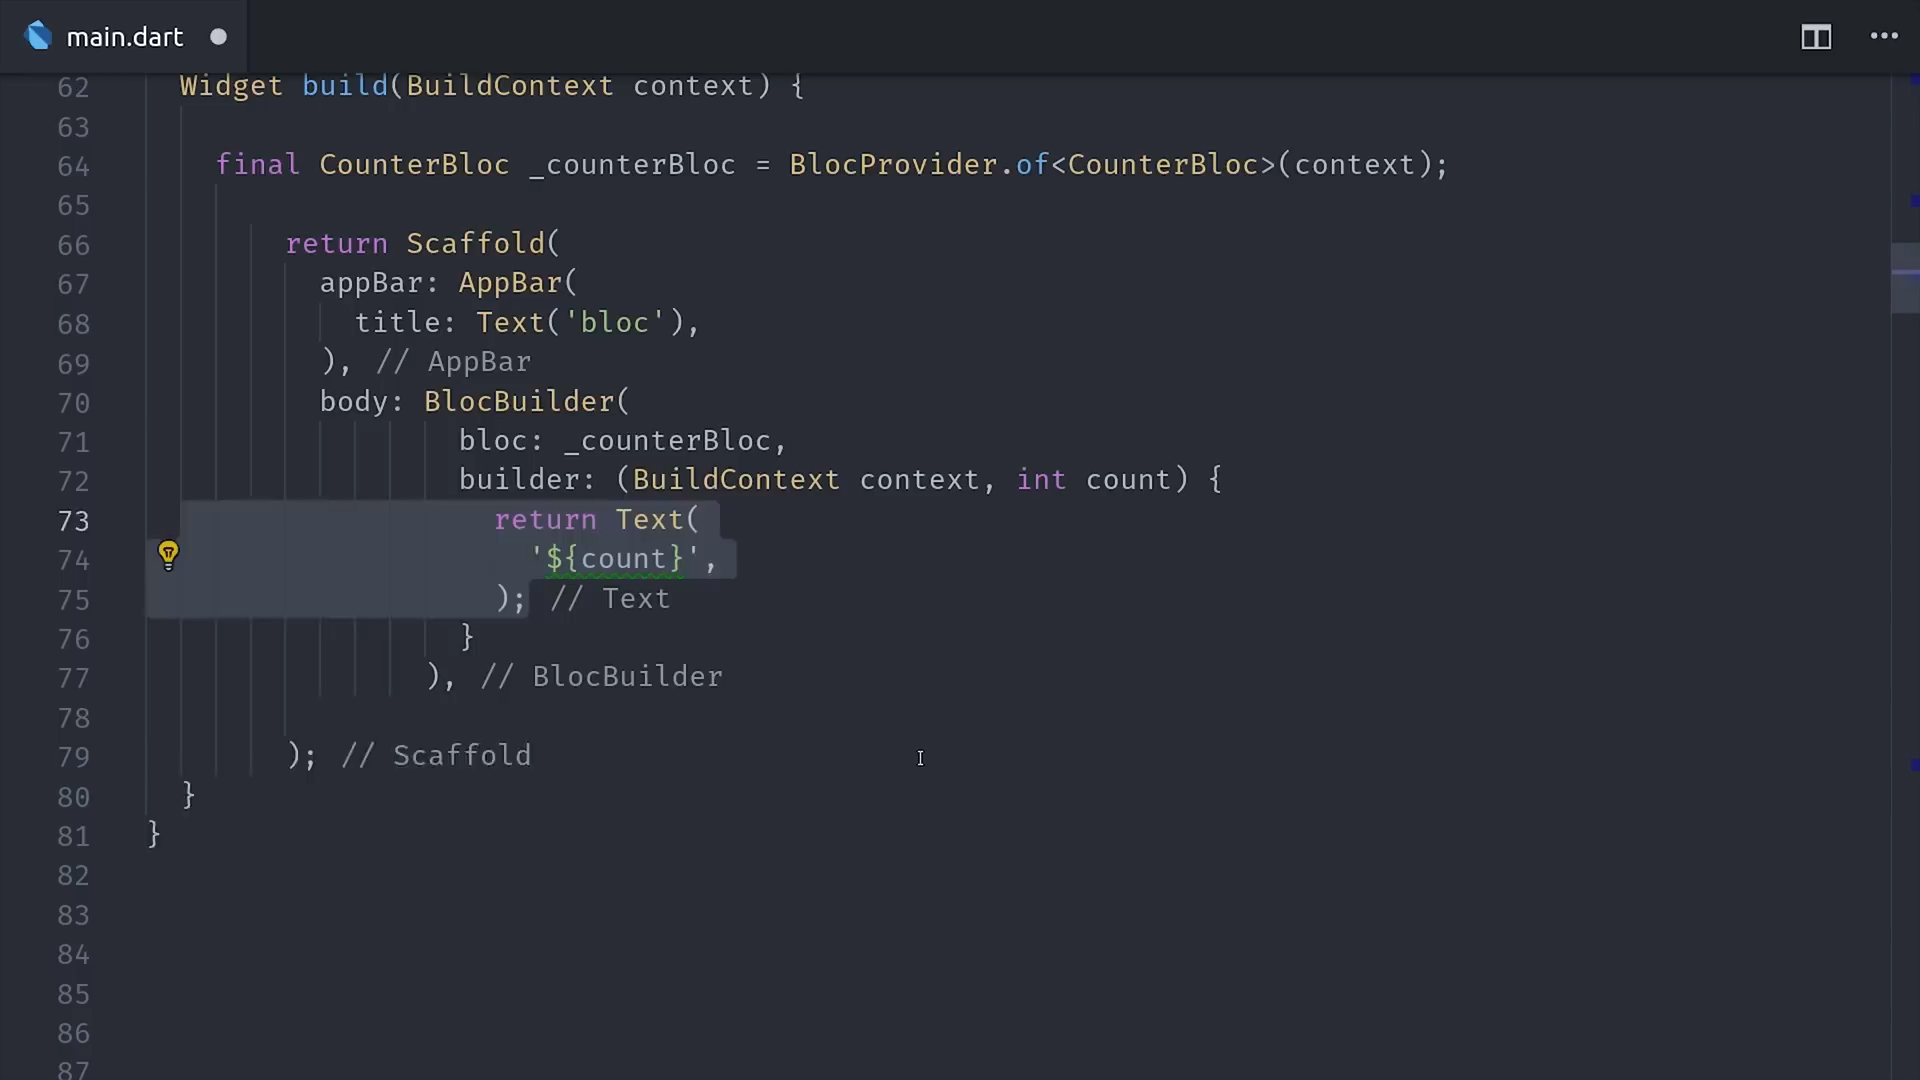 main.dart
62 Widget build(BuildContext context) {
63
64 final CounterBloc _counterBloc = BlocProvider.of<CounterBloc>(context);
65
66 return Scaffold(
67 appBar: AppBar(
68 title: Text('bloc'),
69 ), // AppBar
70 body: BlocBuilder(
71 bloc: _counterBloc,
72 builder: (BuildContext context, int count) {
73 return Text(
74 '${count}',
75 ); // Text
76 }
77 ), // BlocBuilder
78
79 ); // Scaffold
80 }
81 }
82
83
84
85
86
87